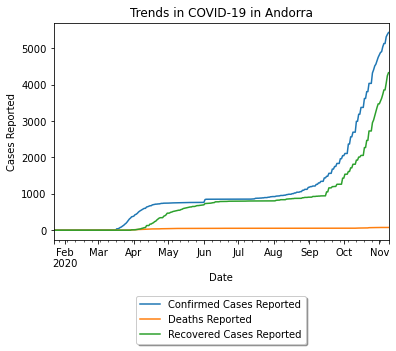 Trends in COVID-19 in Andorra
Cases Reported
5000
4000
3000
2000
1000
0
Feb Mar Apr May Jun Jul Aug Sep Oct Nov
2020
Date
Confirmed Cases Reported
Deaths Reported
Recovered Cases Reported